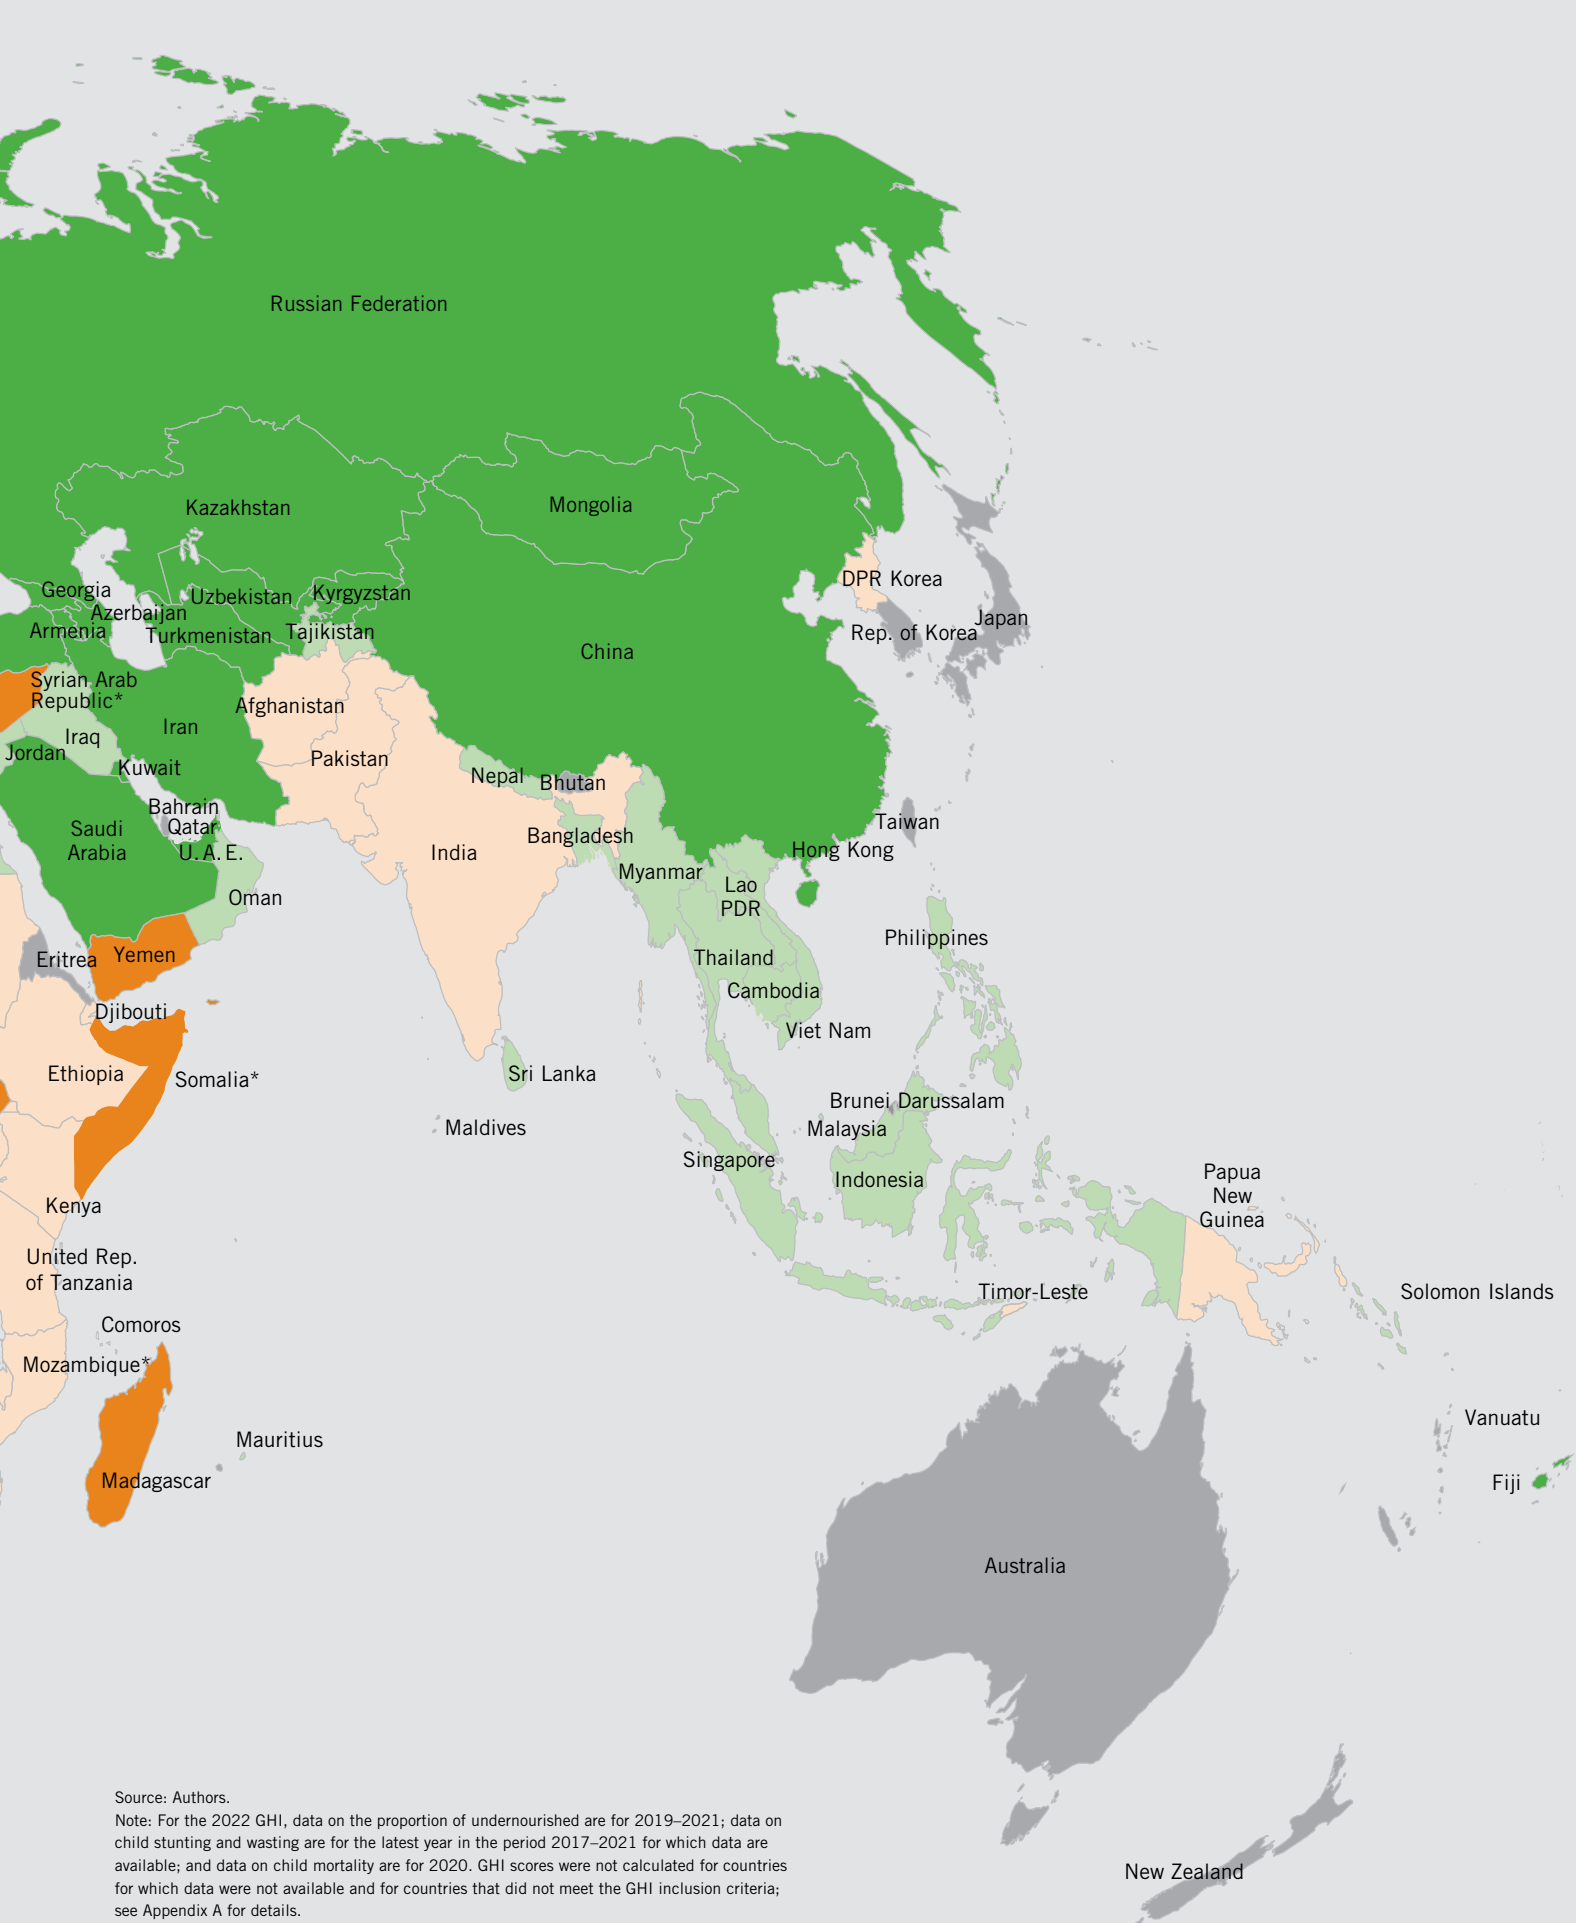 Russian Federation
Kazakhstan
Mongolia
DPR Korea
Georgia
Uzbekistan
Kyrgyzstan
Azerbaijan
Armenia
Turkmenistan
Tajikistan
Rep. of Korea
Japan
China
Syrian Arab
Republic*
Afghanistan
Iran
Iraq
Jordan
Pakistan
Kuwait
Nepal
Bhutan
Bahrain
Qatar
Saudi
Arabia
U. A. E.
Bangladesh
India
Taiwan
Hong Kong
Myanmar
Lao
PDR
Oman
Philippines
Eritrea
Yemen
Thailand
Cambodia
Djibouti
Viet Nam
Ethiopia
Somalia*
Sri Lanka
Maldives
Brunei Darussalam
Malaysia
Singapore
Indonesia
Papua
New
Guinea
Kenya
United Rep.
of Tanzania
Timor-Leste
Solomon Islands
Comoros
Mozambique*
Mauritius
Madagascar
Vanuatu
Fiji
Australia
New Zealand
Source: Authors.
Note: For the 2022 GHI, data on the proportion of undernourished are for 2019–2021; data on
child stunting and wasting are for the latest year in the period 2017–2021 for which data are
available; and data on child mortality are for 2020. GHI scores were not calculated for countries
for which data were not available and for countries that did not meet the GHI inclusion criteria;
see Appendix A for details.